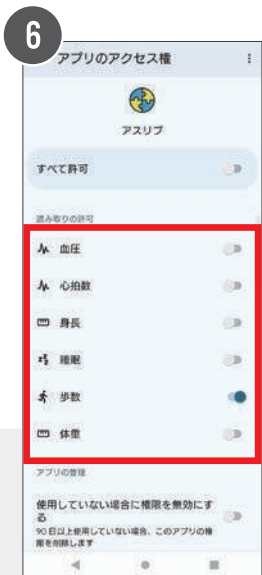 6
アプリのアクセス権
アスリブ
すべて許可
読み取りの許可
血圧
心拍数
身長
睡眠
歩数
体重
アプリの管理
使用していない場合に権限を無効にす
る
90 日以上使用していない場合、このアプリの権
限を削除します